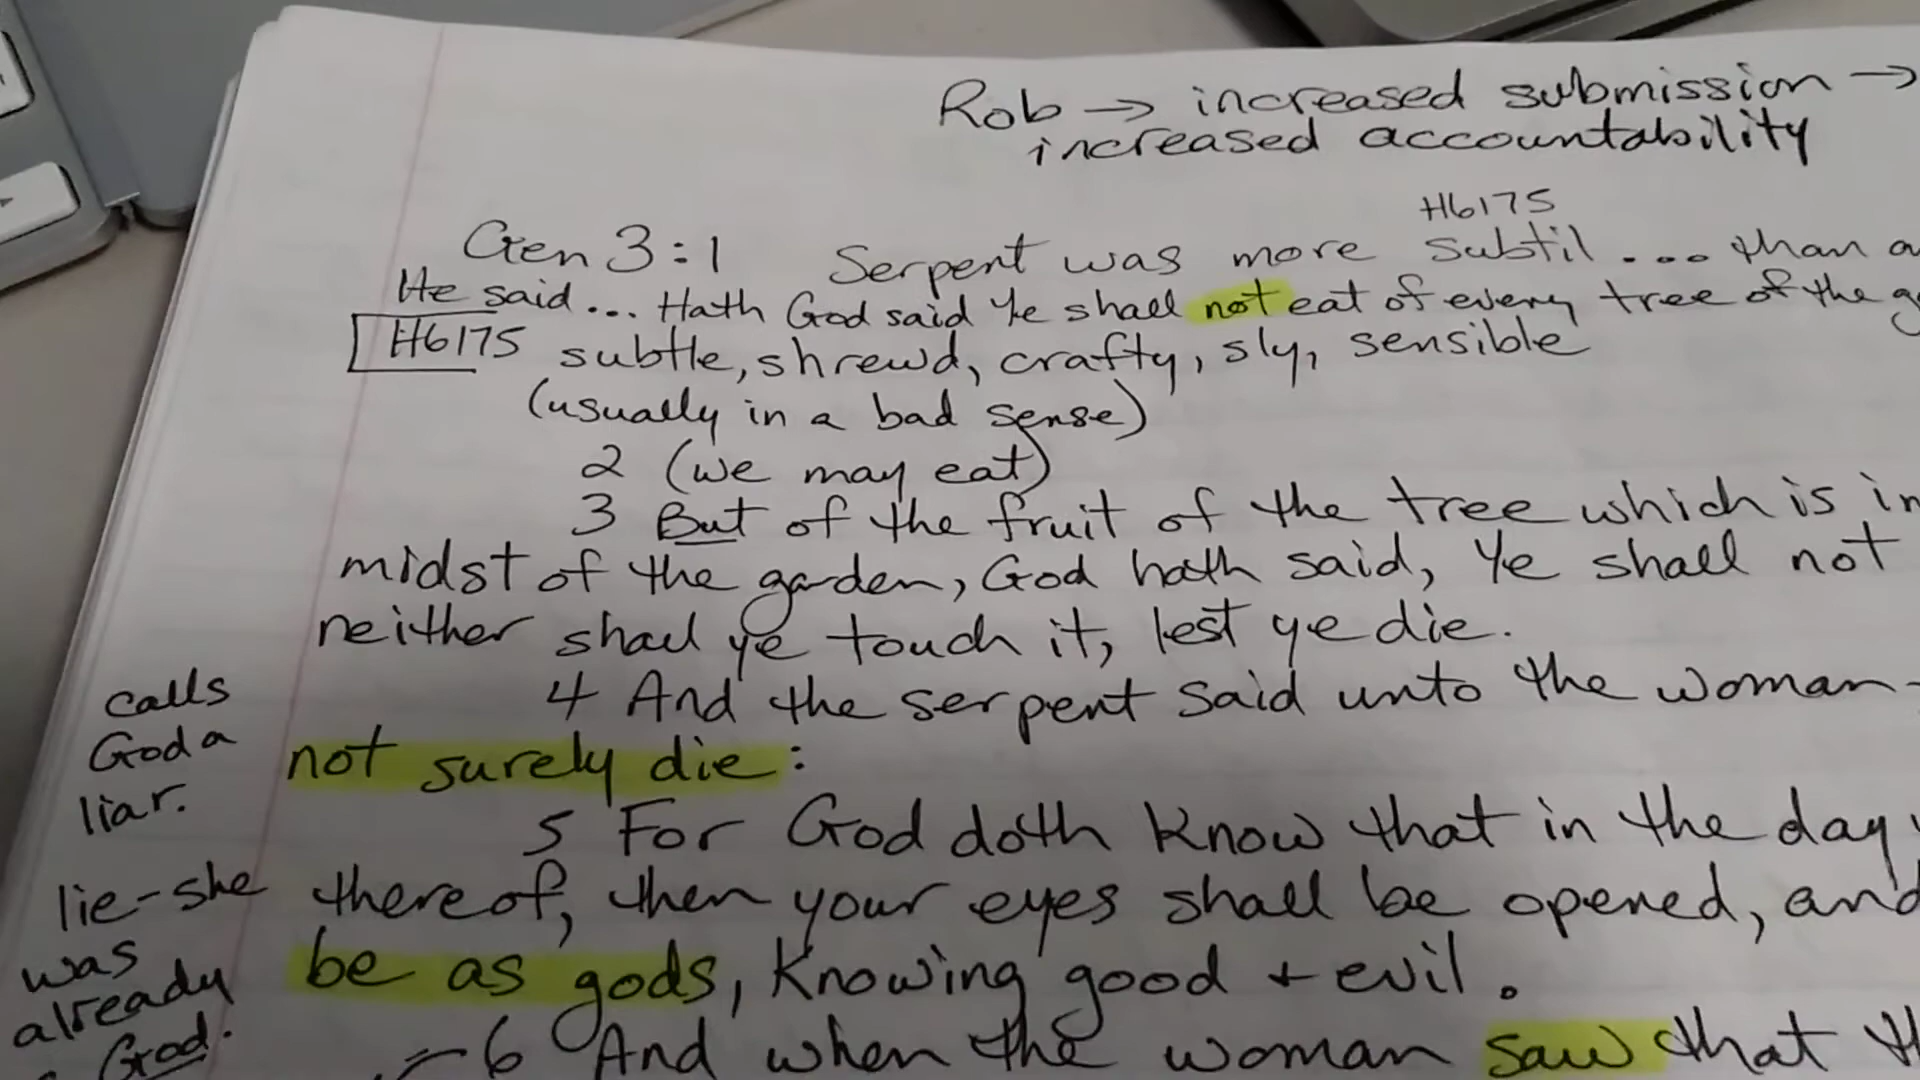 Rob → increased submission →
increased accountability
H6175
Gen 3:1 Serpent was more subtil .... than
He said... Hath God said Ye shall not eat of every tree of the
H6175 subtle, shrewd, crafty, sly, sensible
(usually in a bad sense)
2 (we may eat)
3 But of the fruit of the tree which is in
midst of the garden, God hath said, Ye shall not
neither shall ye touch it, lest ye die.
4 And the serpent said unto the woman
calls
God a
liar.
not surely die:
5 For God doth know that in the day
lie-she
was
already
God.
thereof, then your eyes shall be opened, and
be as gods, knowing good + evil.
6 And when the woman saw that